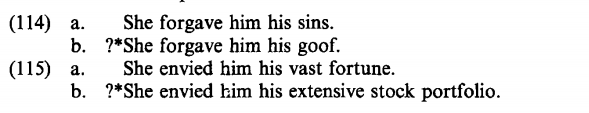 (114) a. She forgave him his sins.
b. ?*She forgave him his goof.
(115) a. She envied him his vast fortune.
b. ?*She envied him his extensive stock portfolio.